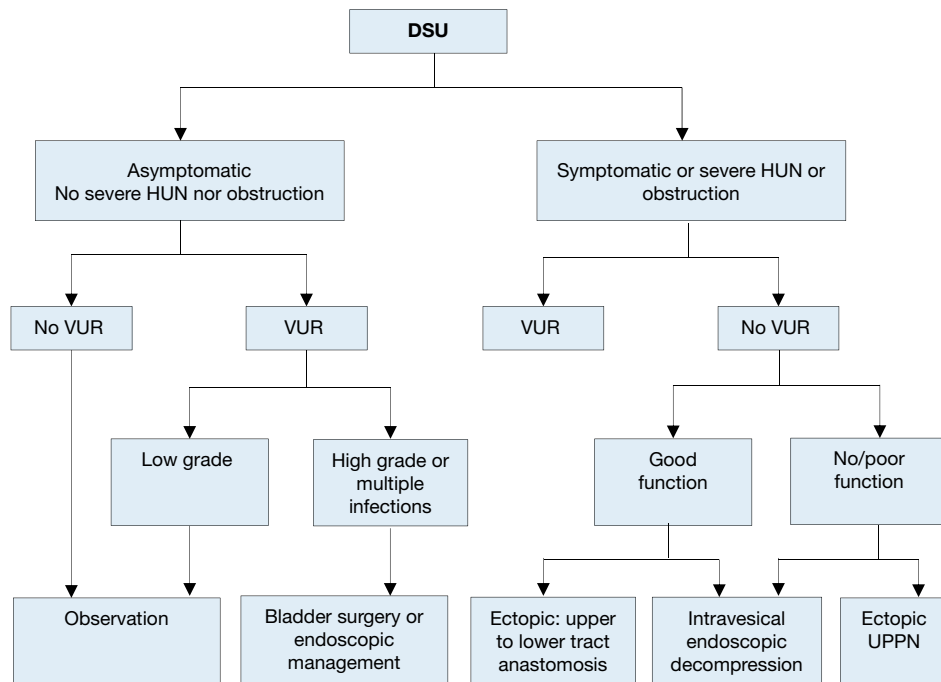 DSU
Asymptomatic
No severe HUN nor obstruction
Symptomatic or severe HUN or
obstruction
No VUR
VUR
VUR
No VUR
Low grade
High grade or
multiple
infections
Good
function
No/poor
function
Observation
Bladder surgery or
endoscopic
management
Ectopic: upper
to lower tract
anastomosis
Intravesical
endoscopic
decompression
Ectopic
UPPN